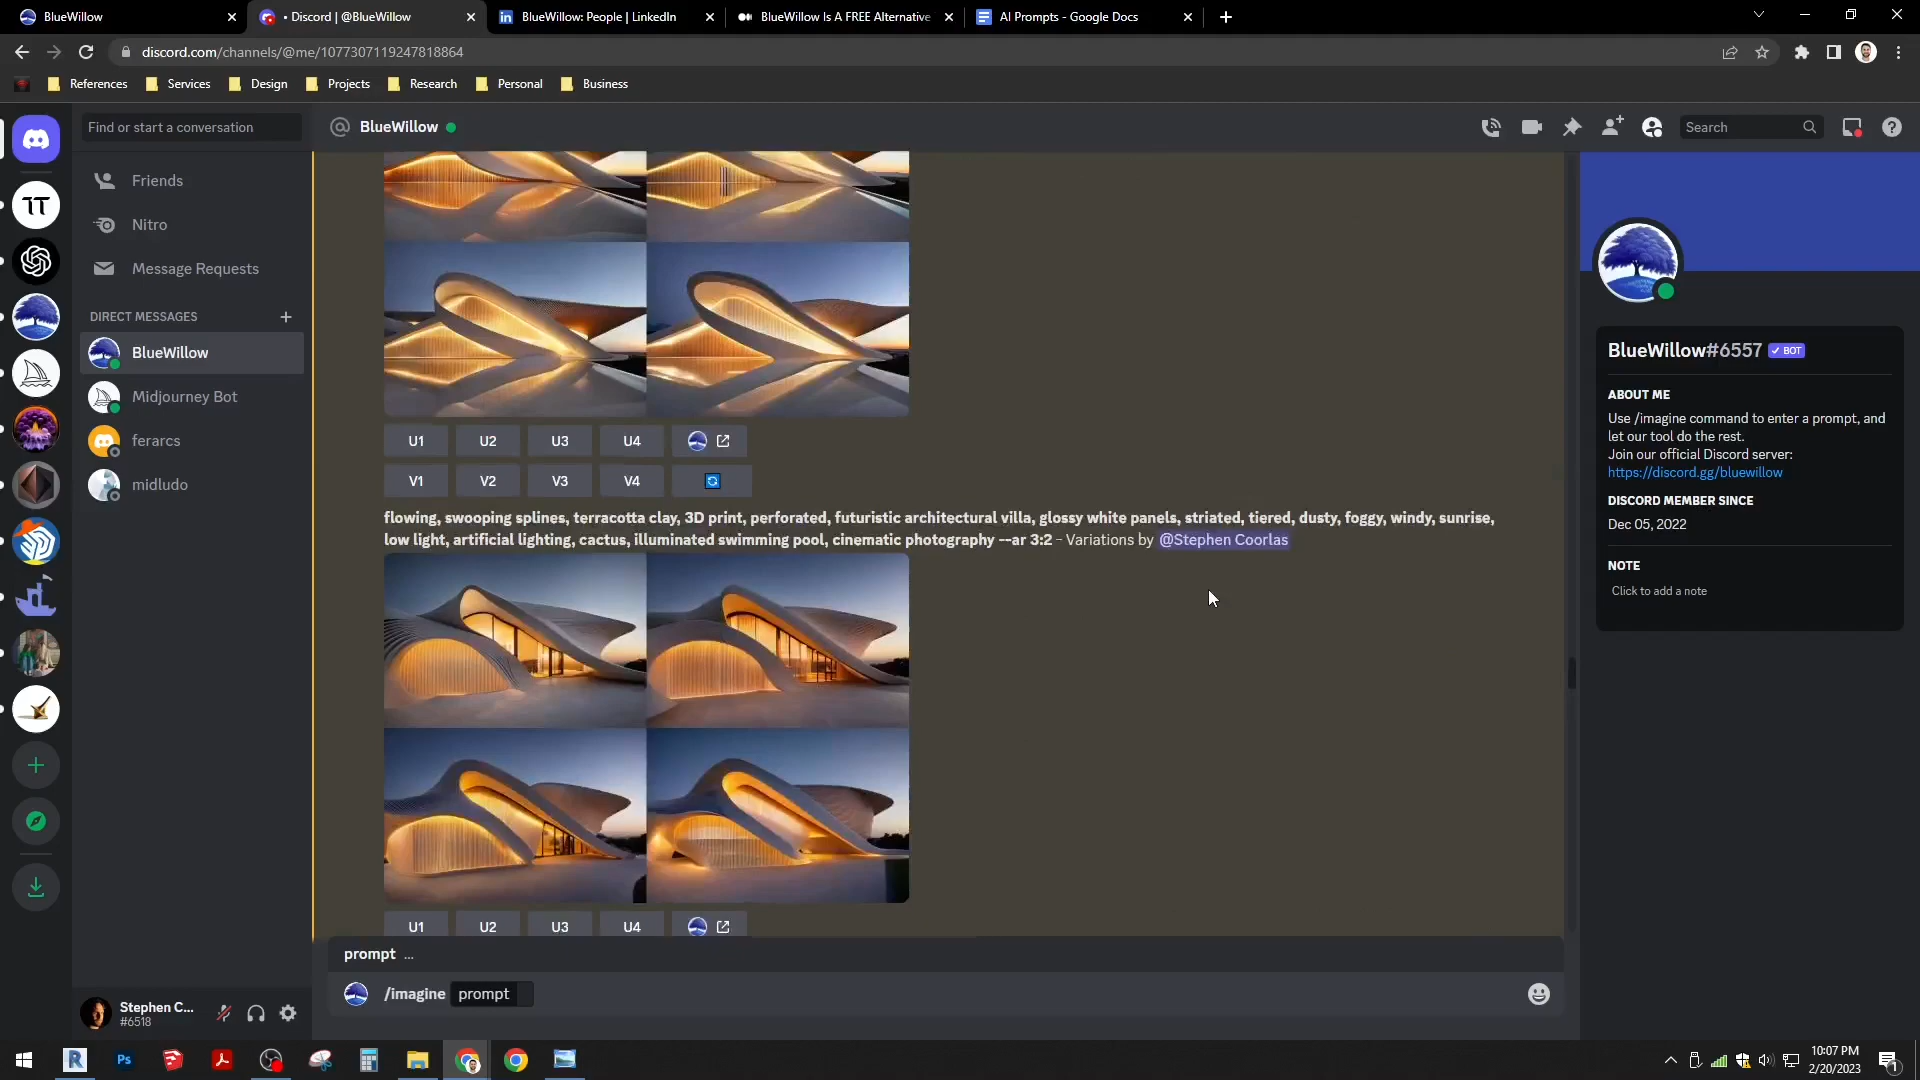 BlueWillow
• Discord | @BlueWillow
BlueWillow: People | LinkedIn
BlueWillow Is A FREE Alternative
AI Prompts - Google Docs
discord.com/channels/@me/1077307119247818864
References
Services
Design
Projects
Research
Personal
Business
Find or start a conversation
BlueWillow
Search
Friends
Nitro
Message Requests
DIRECT MESSAGES
BlueWillow
Midjourney Bot
ferarcs
midludo
U1 U2 U3 U4
V1 V2 V3 V4
flowing, swooping splines, terracotta clay, 3D print, perforated, futuristic architectural villa, glossy white panels, striated, tiered, dusty, foggy, windy, sunrise,
low light, artificial lighting, cactus, illuminated swimming pool, cinematic photography --ar 3:2 - Variations by @Stephen Coorlas
U1 U2 U3 U4
prompt ...
/imagine prompt
BlueWillow#6557 ✓ BOT
ABOUT ME
Use /imagine command to enter a prompt, and
let our tool do the rest.
Join our official Discord server:
https://discord.gg/bluewillow
DISCORD MEMBER SINCE
Dec 05, 2022
NOTE
Click to add a note
Stephen C...
#6518
R
Ps
10:07 PM
2/20/2023
1